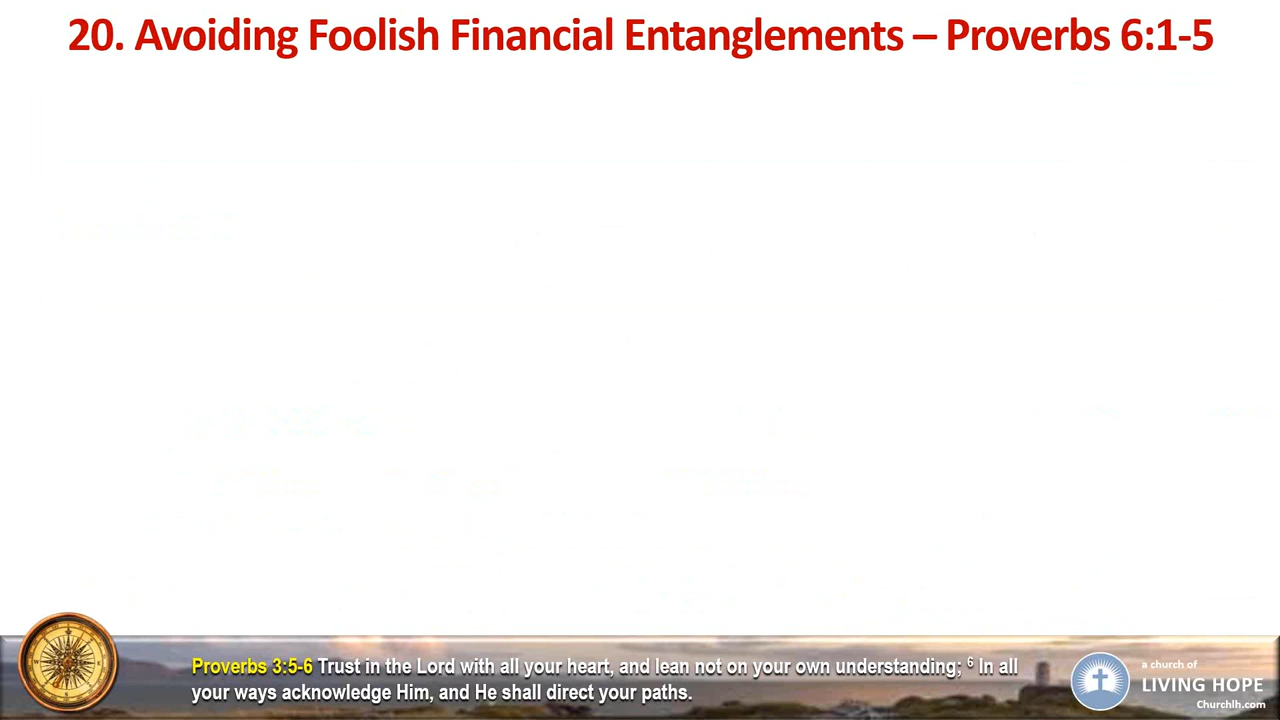 20. Avoiding Foolish Financial Entanglements – Proverbs 6:1-5
Proverbs 3:5-6 Trust in the Lord with all your heart, and lean not on your own understanding; 6 In all
your ways acknowledge Him, and He shall direct your paths.
a church of
LIVING HOPE
Churchlh.com